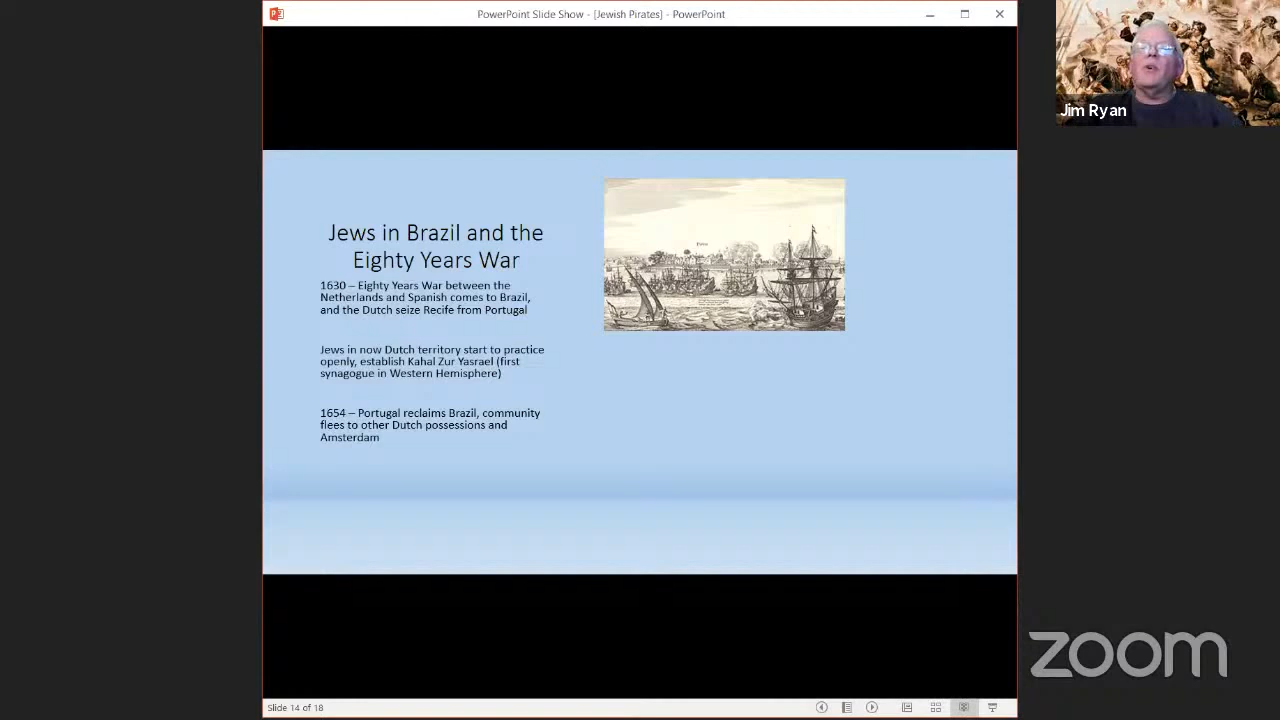 PowerPoint Slide Show - [Jewish Pirates] - PowerPoint
Jim Ryan
Jews in Brazil and the
Eighty Years War
1630 – Eighty Years War between the
Netherlands and Spanish comes to Brazil,
and the Dutch seize Recife from Portugal
Jews in now Dutch territory start to practice
openly, establish Kahal Zur Yasrael (first
synagogue in Western Hemisphere)
1654 – Portugal reclaims Brazil, community
flees to other Dutch possessions and
Amsterdam
zoom
Slide 14 of 18